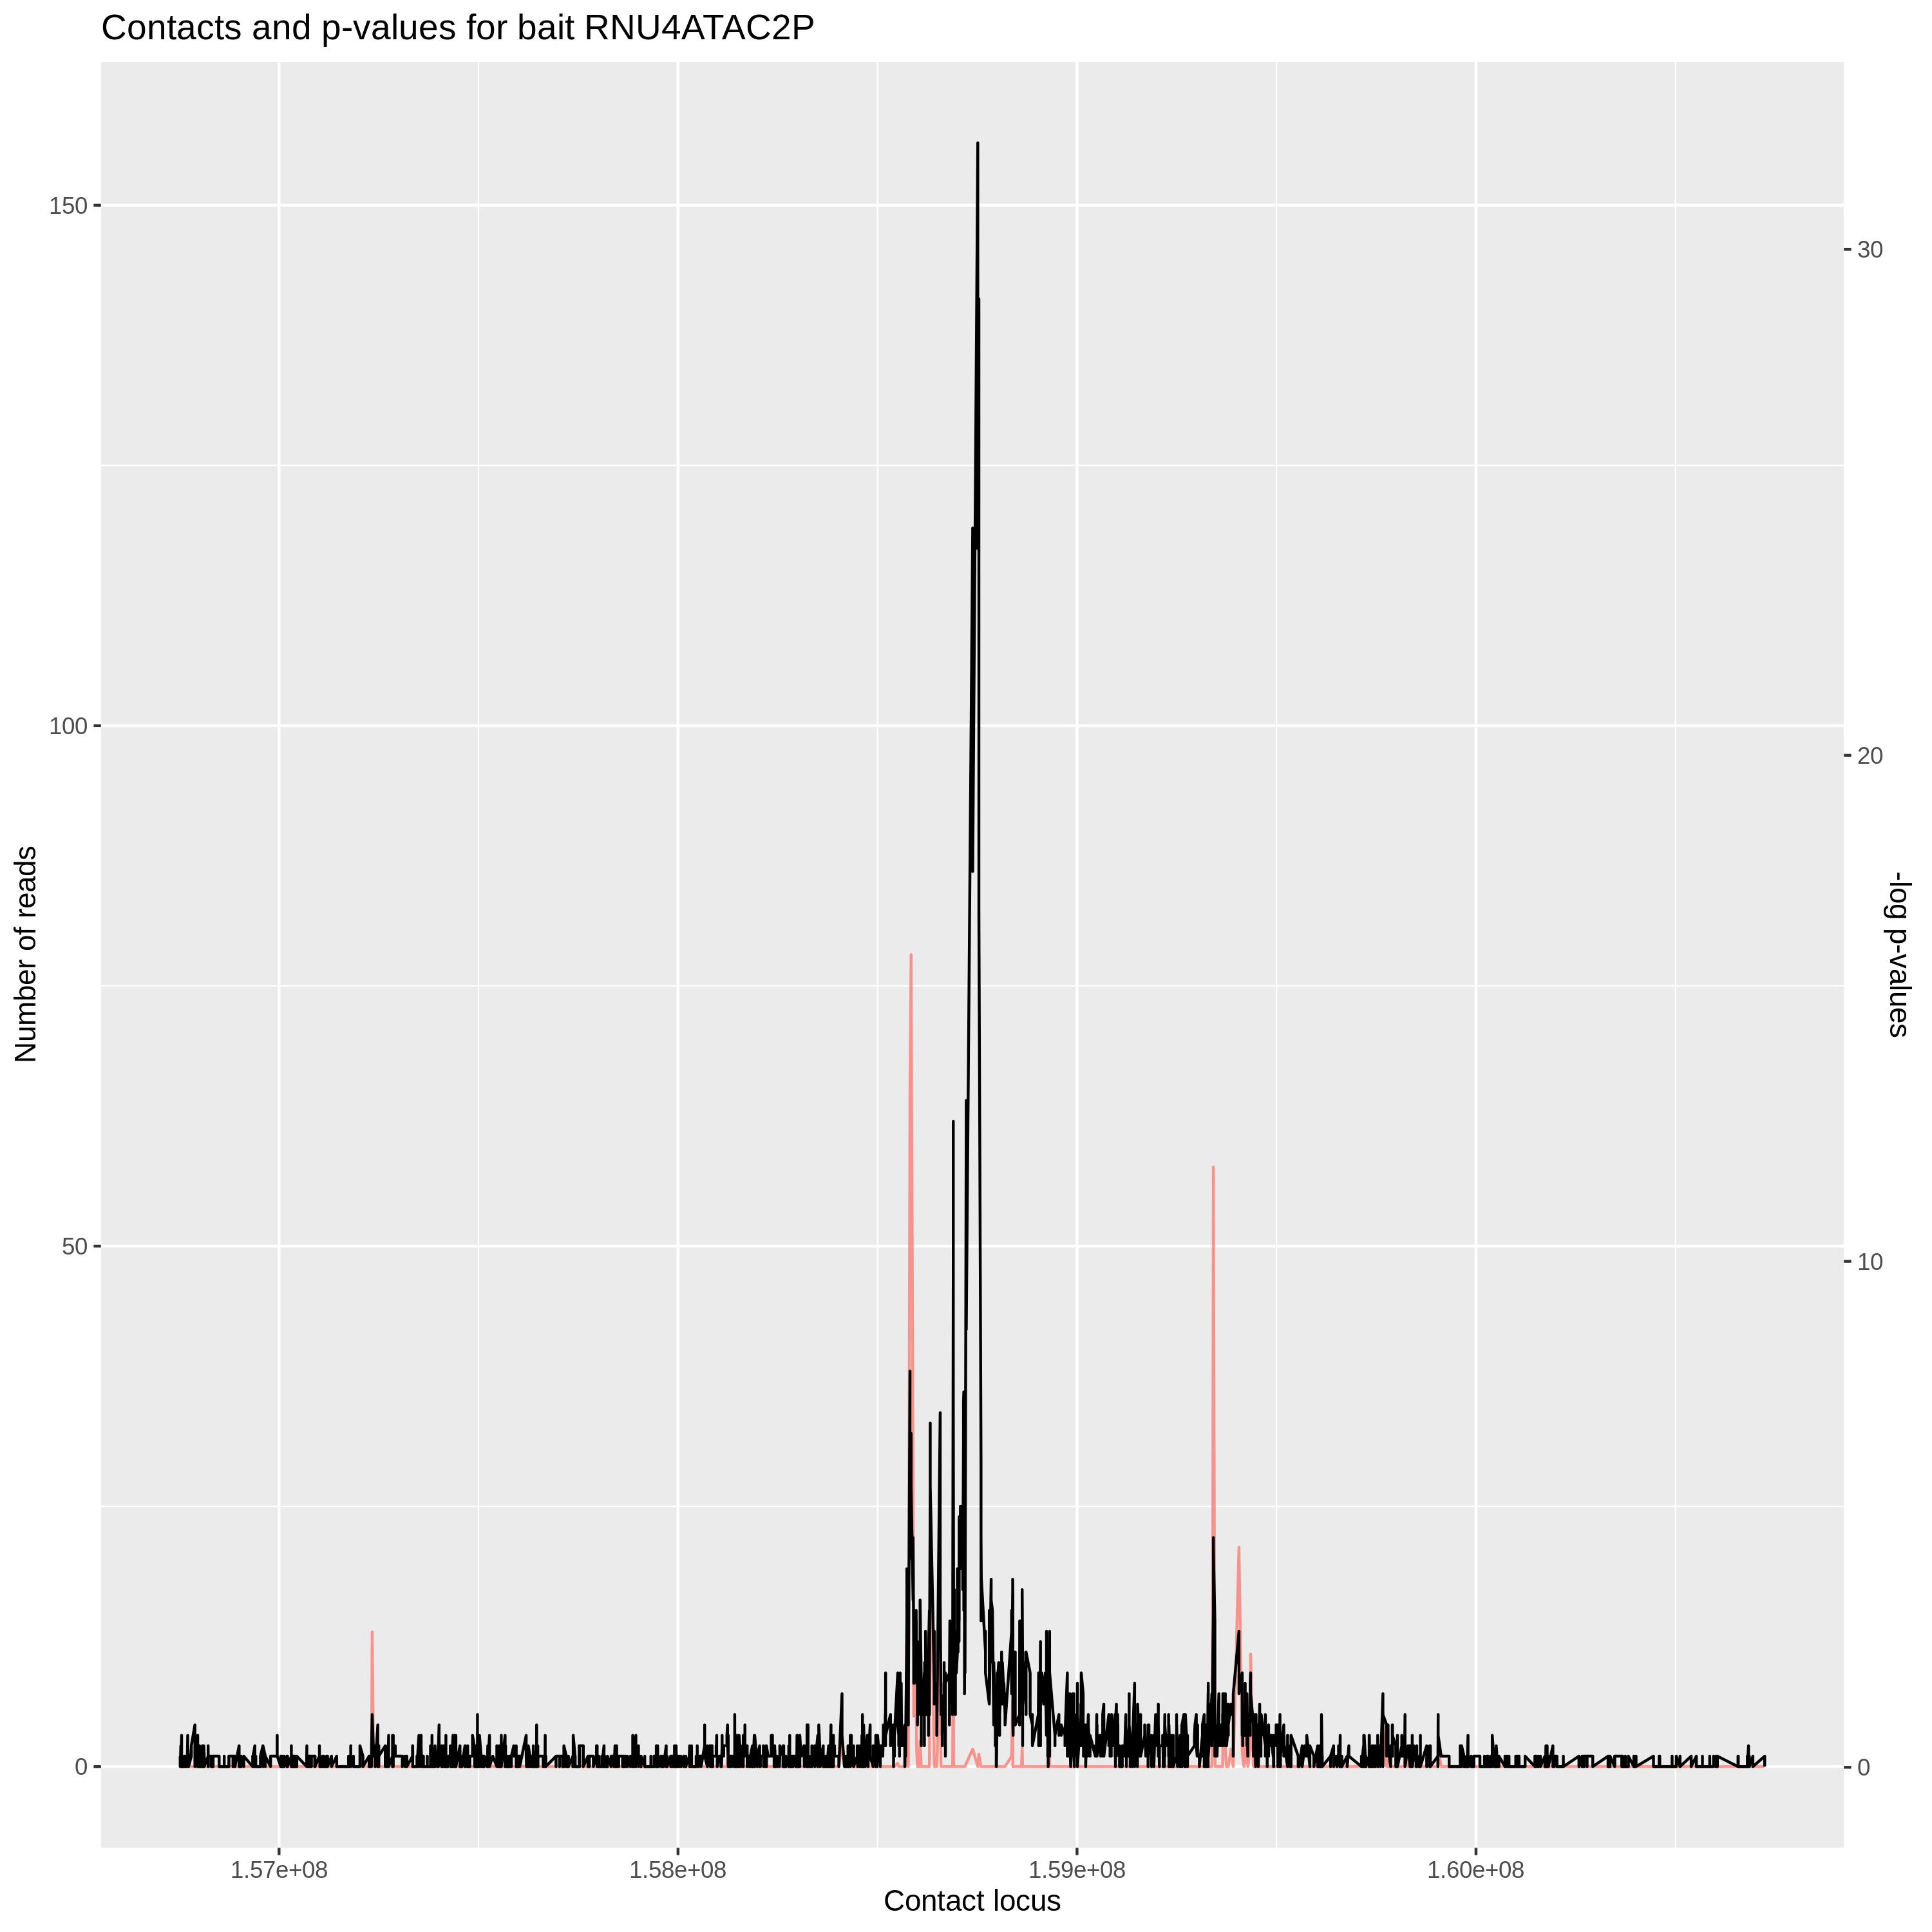 Contacts and p-values for bait RNU4ATAC2P
150
100
50
0
30
20
10
0
Number of reads
-log p-values
1.57e+08
1.58e+08
1.59e+08
1.60e+08
Contact locus